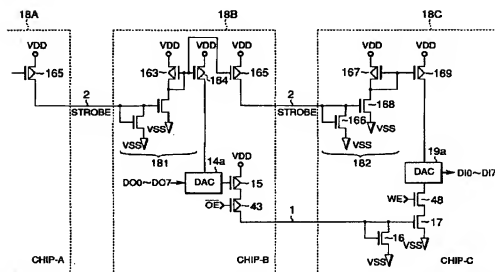 18A 18B 18C
VDD VDD VDD VDD VDD VDD
165 163 164 165 167 169
2 STROBE 2 STROBE
168
166
VSS VSS VSS VSS
181 182
14a VDD 19a
DO0~DO7 DAC 15 DAC DI0~DI7
OE 43 WE 48
1 17
16
VSS VSS
CHIP-A CHIP-B CHIP-C